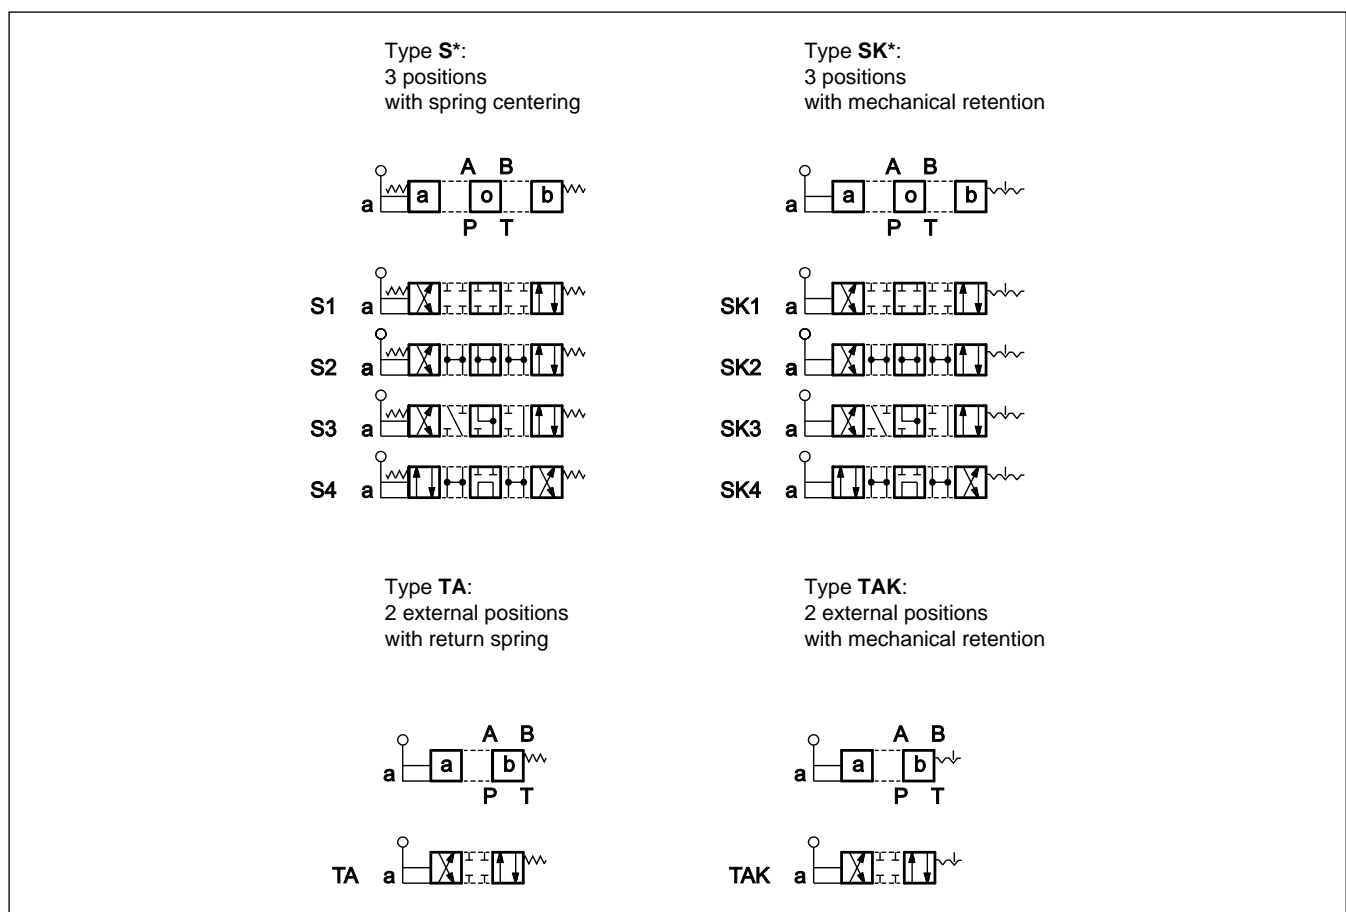 Type S*:
3 positions
with spring centering
Type SK*:
3 positions
with mechanical retention
A B
a a o b
P T
A B
a a o b
P T
S1 a
SK1 a
S2 a
SK2 a
S3 a
SK3 a
S4 a
SK4 a
Type TA:
2 external positions
with return spring
Type TAK:
2 external positions
with mechanical retention
A B
a a b
P T
A B
a a b
P T
TA a
TAK a